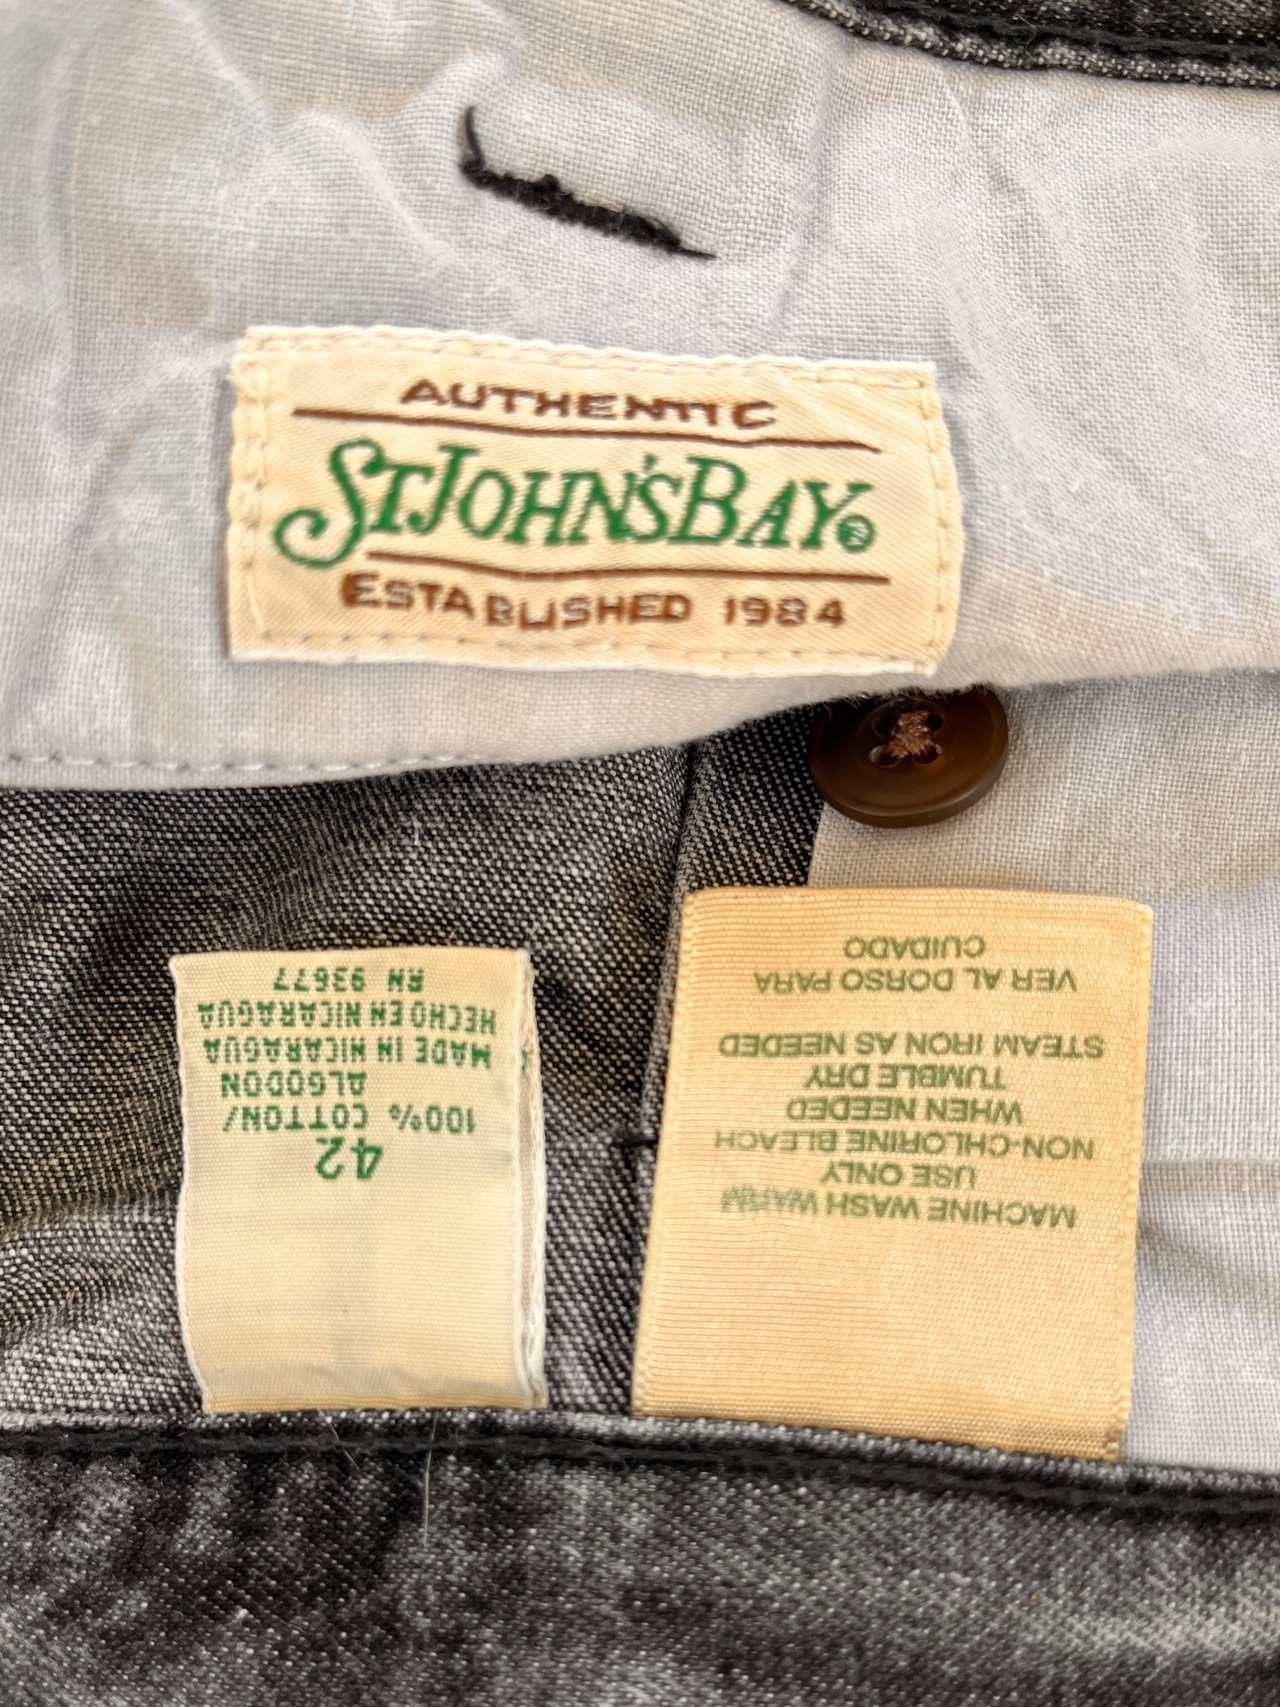 AUTHENTIC
ST JOHN'S BAY®
ESTABLISHED 1984
42
100% COTTON/
ALGODON
MADE IN NICARAGUA
HECHO EN NICARAGUA
RN 93677
MACHINE WASH WARM
USE ONLY
NON-CHLORINE BLEACH
WHEN NEEDED
TUMBLE DRY
STEAM IRON AS NEEDED
VER AL DORSO PARA
CUIDADO